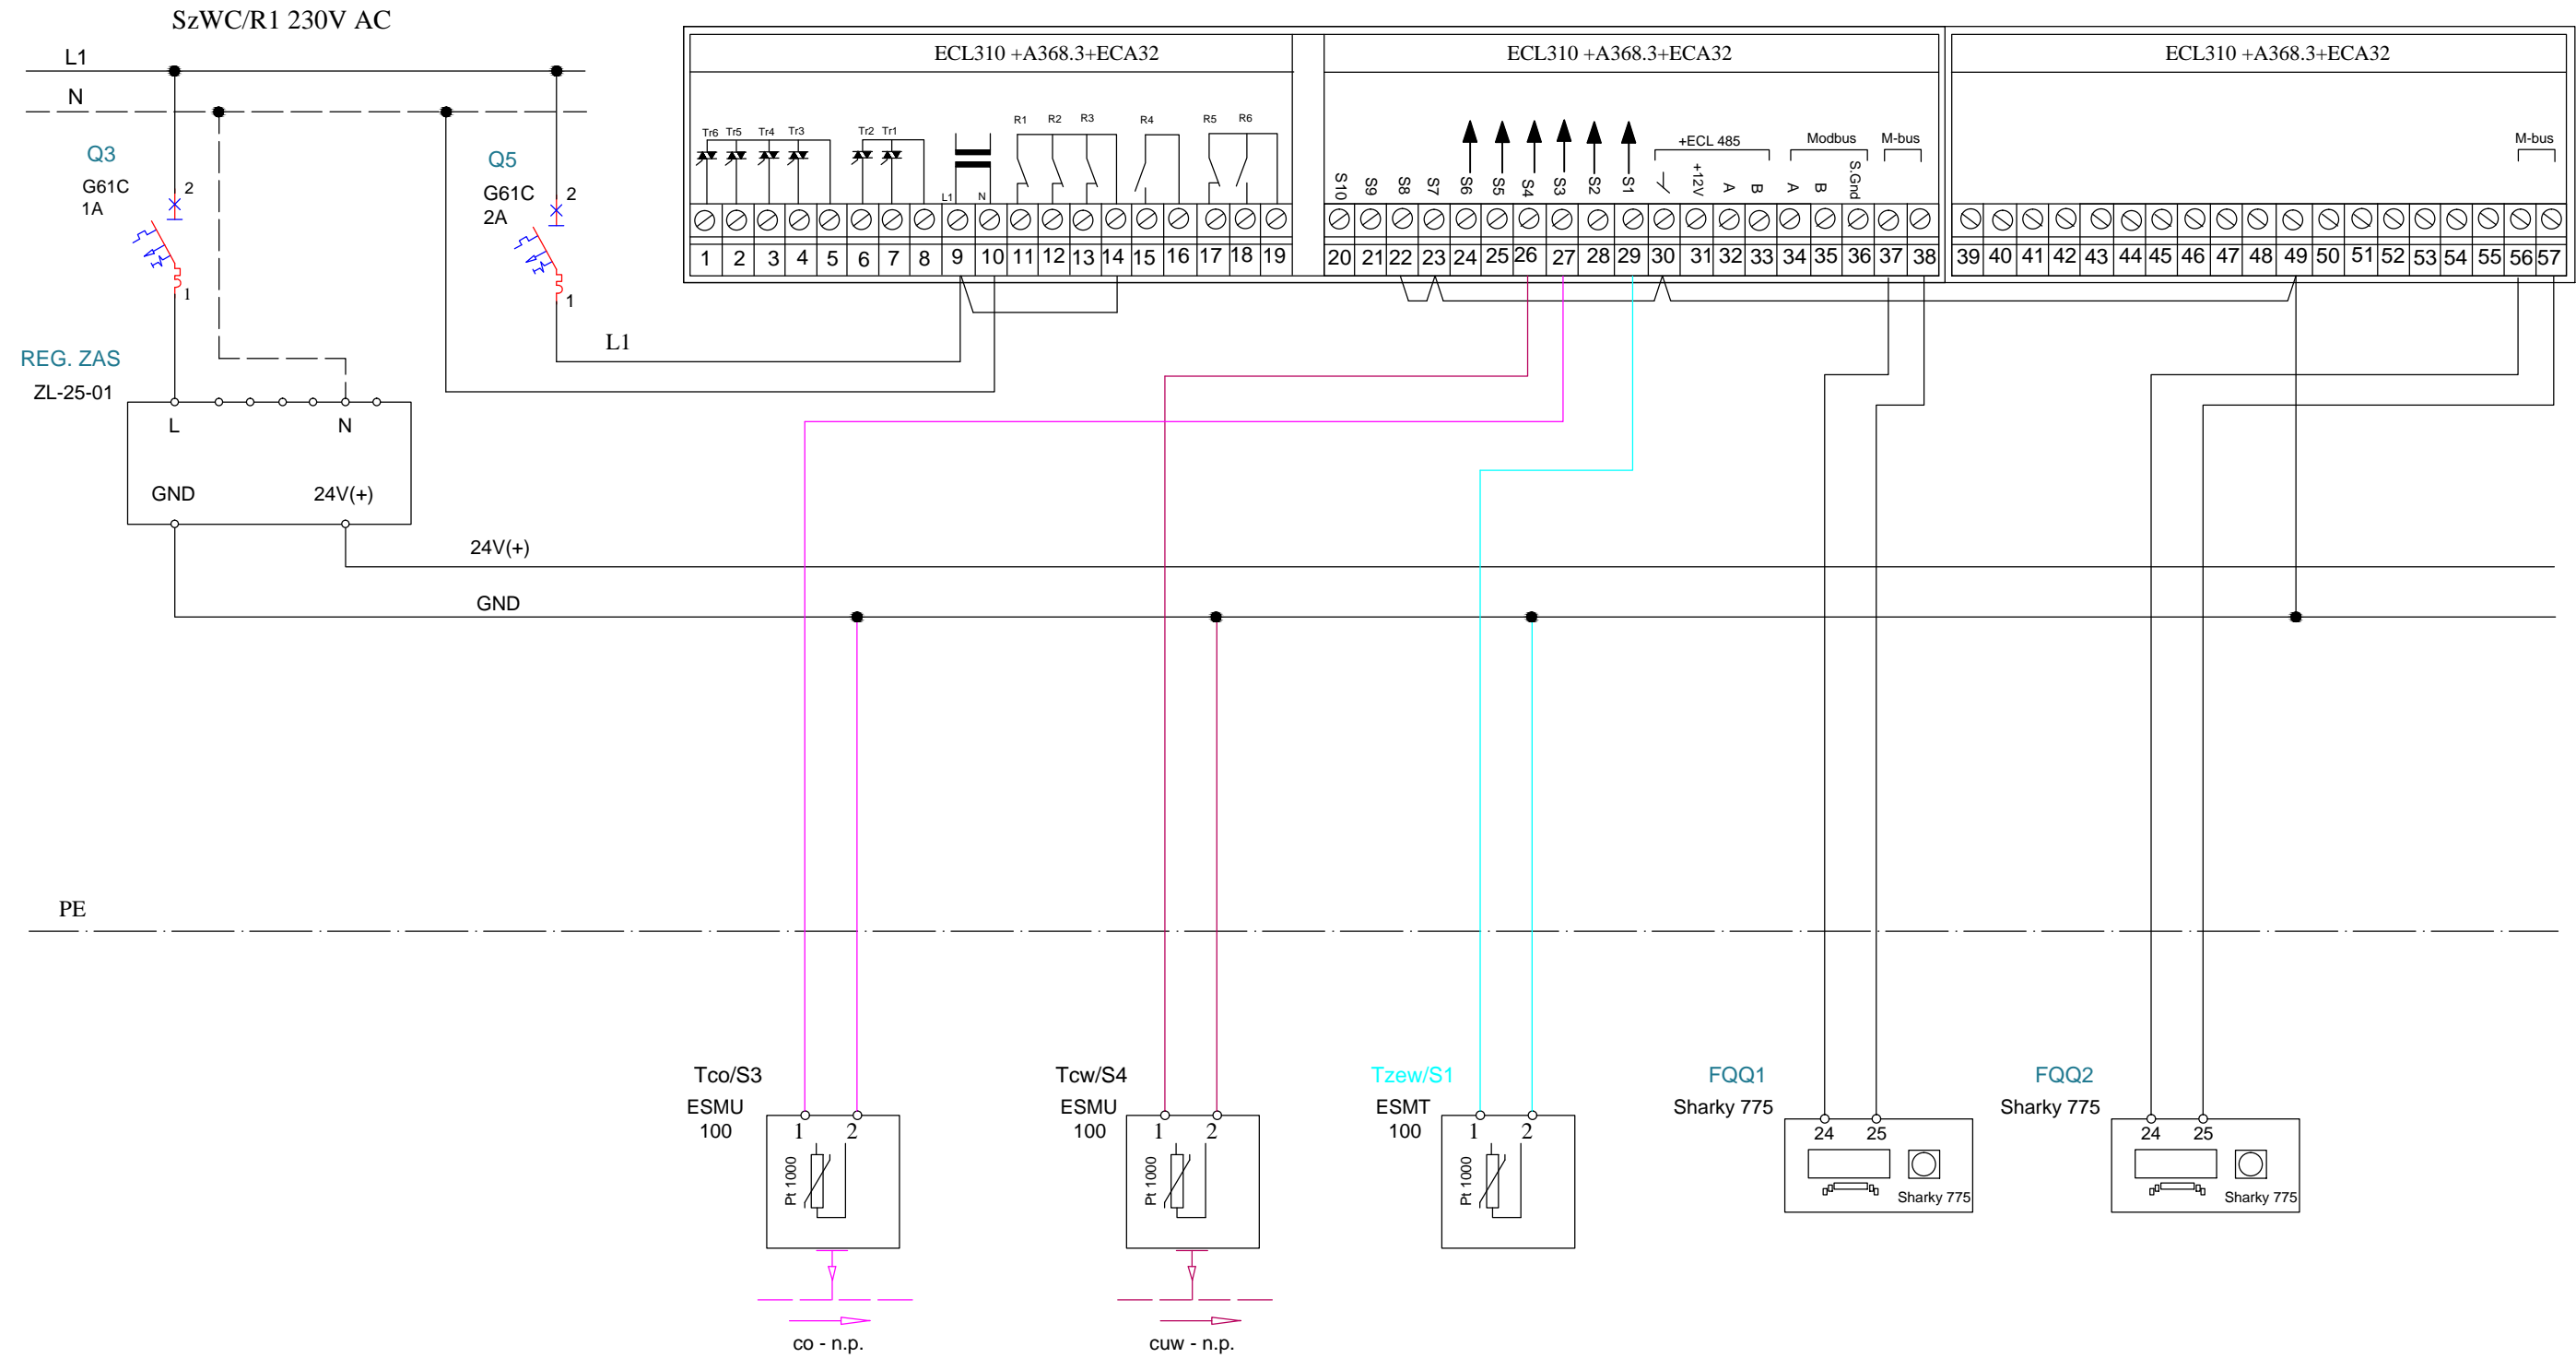 SzWC/R1 230V AC
L1
N
Q3
G61C
1A
2
1
Q5
G61C
2A
2
1
L1
REG. ZAS
ZL-25-01
L
N
GND
24V(+)
24V(+)
GND
PE
ECL310 +A368.3+ECA32
Tr6 Tr5 Tr4 Tr3 Tr2 Tr1
L1 N
R1 R2 R3 R4 R5 R6
1 2 3 4 5 6 7 8 9 10 11 12 13 14 15 16 17 18 19
ECL310 +A368.3+ECA32
+ECL 485
Modbus
M-bus
S10 S9 S8 S7 S6 S5 S4 S3 S2 S1 +12V A B A B S.Gnd
20 21 22 23 24 25 26 27 28 29 30 31 32 33 34 35 36 37 38
ECL310 +A368.3+ECA32
M-bus
39 40 41 42 43 44 45 46 47 48 49 50 51 52 53 54 55 56 57
Tco/S3
ESMU
100
1 2
Pt 1000
co - n.p.
Tcw/S4
ESMU
100
1 2
Pt 1000
cuw - n.p.
Tzew/S1
ESMT
100
1 2
Pt 1000
FQQ1
Sharky 775
24 25
Sharky 775
FQQ2
Sharky 775
24 25
Sharky 775